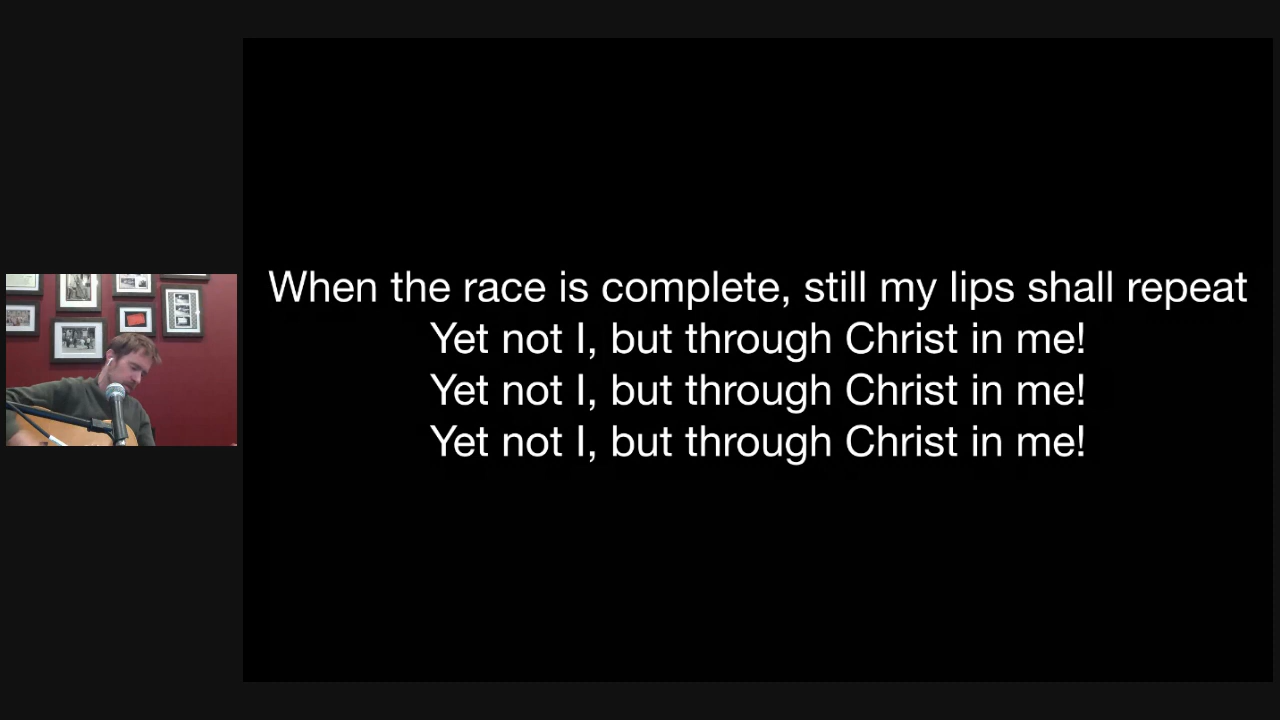 When the race is complete, still my lips shall repeat
Yet not I, but through Christ in me!
Yet not I, but through Christ in me!
Yet not I, but through Christ in me!